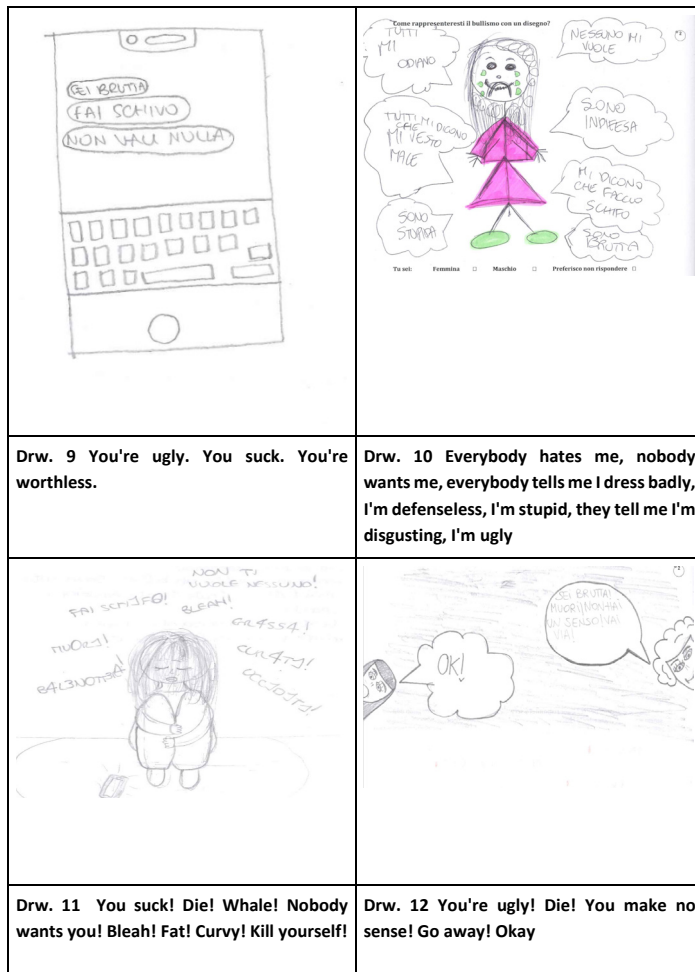 SEI BRUTTA
FAI SCHIVO
NON VALI NULLA
Come rappresenteresti il bullismo con un disegno?
TUTTI
MI
ODIANO
NESSUNO MI
VUOLE
TUTTI MI DICONO
CHE
MI VESTO
MALE
SONO
INDIFESA
MI DICONO
CHE FACCIO
SCHIFO
SONO
STUPIDA
SONO
BRUTTA
Tu sei: Femmina □ Maschio □ Preferisco non rispondere □
Drw. 9 You're ugly. You suck. You're
worthless.
Drw. 10 Everybody hates me, nobody
wants me, everybody tells me I dress badly,
I'm defenseless, I'm stupid, they tell me I'm
disgusting, I'm ugly
NON TI
VUOLE NESSUNO!
FAI SCH1FO!
BLEAH!
GR4SS4!
MUOR1!
CUR4T1!
UCC1D1T1!
SEI BRUTTA!
MUORI! NON HAI
UN SENSO! VAI
VIA!
OK!
Drw. 11 You suck! Die! Whale! Nobody
wants you! Bleah! Fat! Curvy! Kill yourself!
Drw. 12 You're ugly! Die! You make no
sense! Go away! Okay